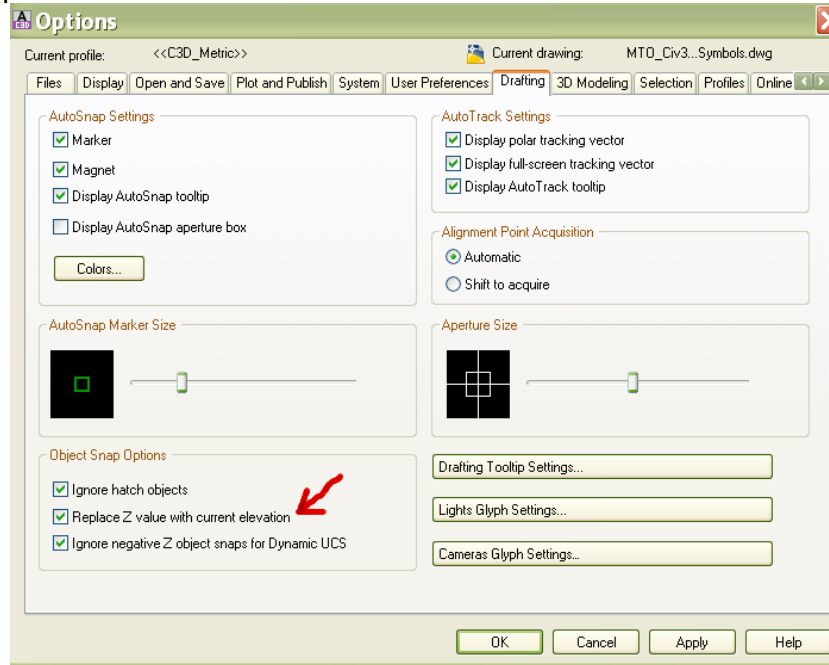 Options
Current profile: <<C3D_Metric>> Current drawing: MTO_Civ3...Symbols.dwg
Files Display Open and Save Plot and Publish System User Preferences Drafting 3D Modeling Selection Profiles Online
AutoSnap Settings
Marker
Magnet
Display AutoSnap tooltip
Display AutoSnap aperture box
Colors...
AutoTrack Settings
Display polar tracking vector
Display full-screen tracking vector
Display AutoTrack tooltip
Alignment Point Acquisition
Automatic
Shift to acquire
AutoSnap Marker Size
Aperture Size
Object Snap Options
Ignore hatch objects
Replace Z value with current elevation
Ignore negative Z object snaps for Dynamic UCS
Drafting Tooltip Settings...
Lights Glyph Settings...
Cameras Glyph Settings...
OK Cancel Apply Help